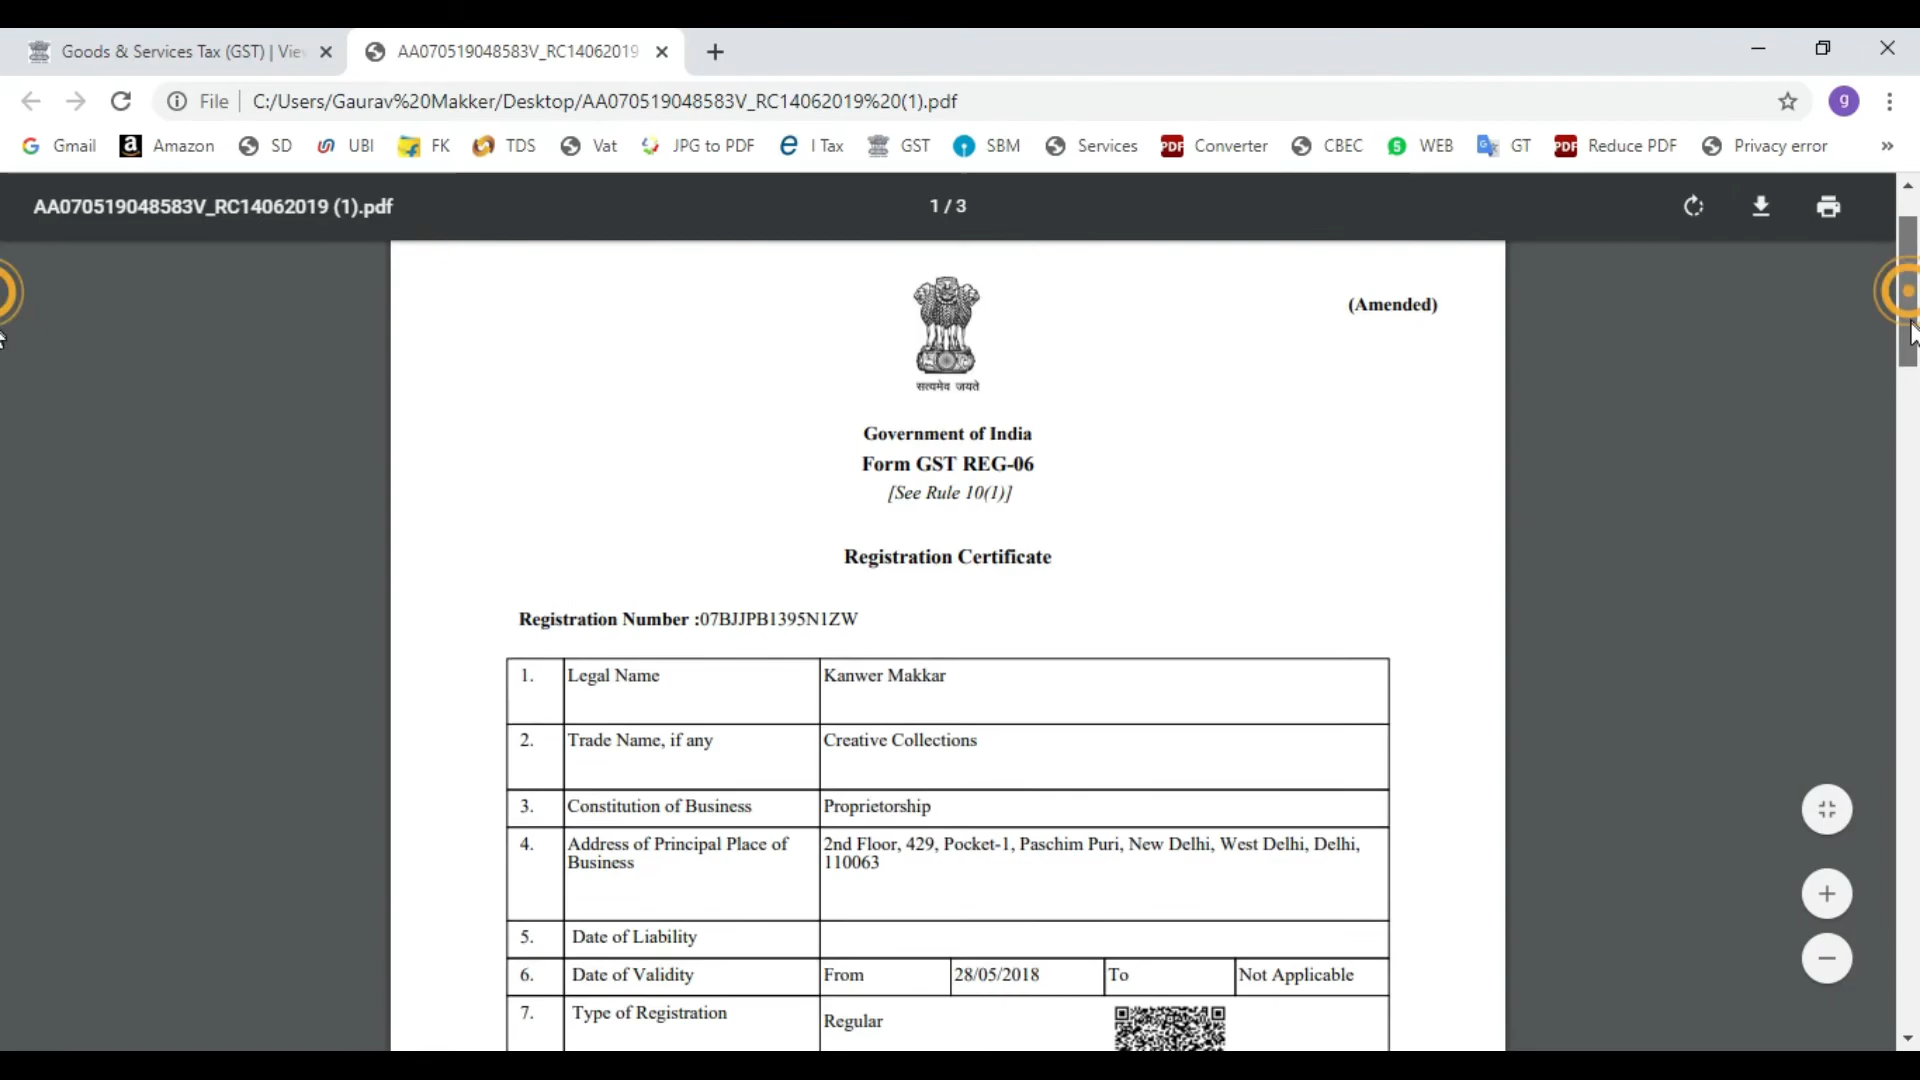 Goods & Services Tax (GST) | Vie
AA070519048583V_RC14062019
File
C:/Users/Gaurav%20Makker/Desktop/AA070519048583V_RC14062019%20(1).pdf
g
Gmail
Amazon
SD
UBI
FK
TDS
Vat
JPG to PDF
I Tax
GST
SBM
Services
PDF Converter
CBEC
WEB
GT
PDF Reduce PDF
Privacy error
»
AA070519048583V_RC14062019 (1).pdf
1 / 3
(Amended)
सत्यमेव जयते
Government of India
Form GST REG-06
[See Rule 10(1)]
Registration Certificate
Registration Number :07BJJPB1395N1ZW
1. Legal Name Kanwer Makkar
2. Trade Name, if any Creative Collections
3. Constitution of Business Proprietorship
4. Address of Principal Place of 2nd Floor, 429, Pocket-1, Paschim Puri, New Delhi, West Delhi, Delhi,
Business 110063
5. Date of Liability
6. Date of Validity From 28/05/2018 To Not Applicable
7. Type of Registration Regular